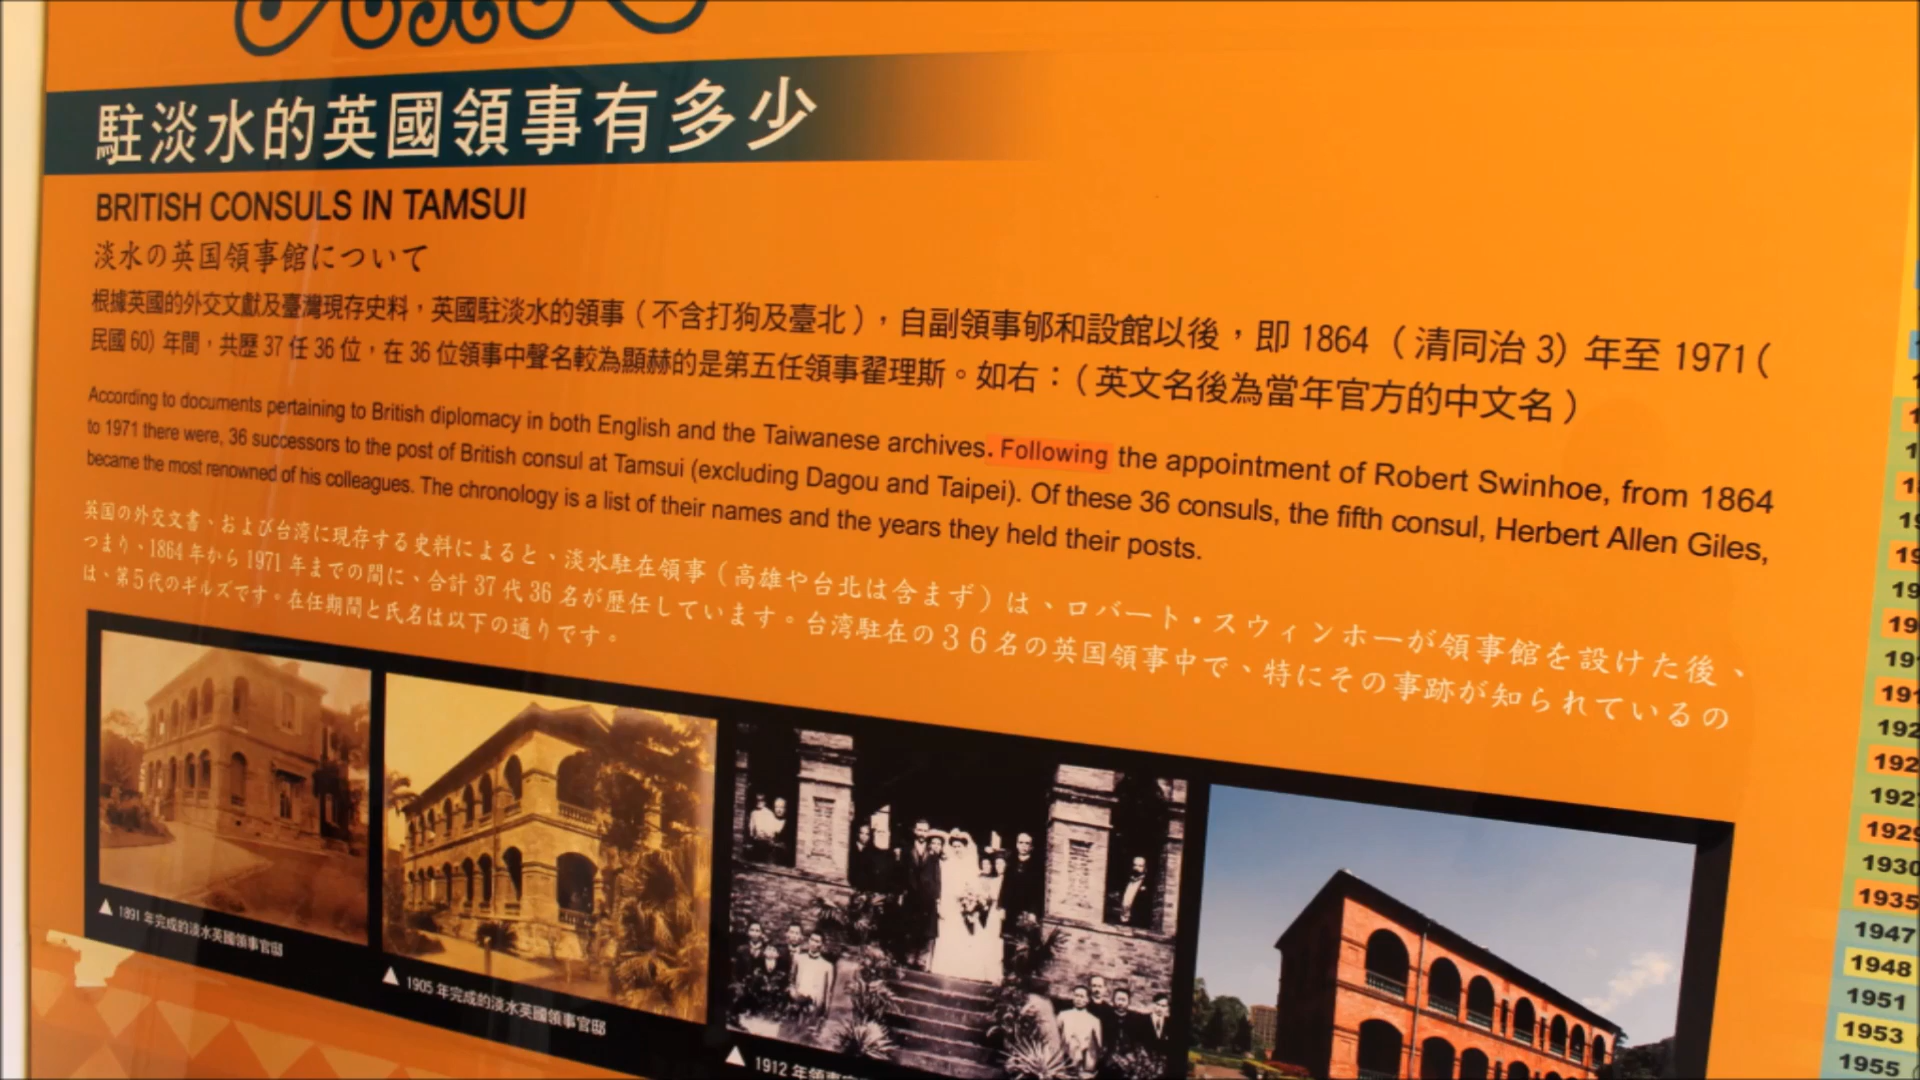 駐淡水的英國領事有多少
BRITISH CONSULS IN TAMSUI
淡水の英国領事館について
根據英國的外交文獻及臺灣現存史料，英國駐淡水的領事（不含打狗及臺北），自副領事郇和設館以後，即 1864 （清同治 3) 年至 1971（
民國 60) 年間，共歷 37 任 36 位，在 36 位領事中聲名較為顯赫的是第五任領事翟理斯。如右：（英文名後為當年官方的中文名）
According to documents pertaining to British diplomacy in both English and the Taiwanese archives. Following the appointment of Robert Swinhoe, from 1864
to 1971 there were, 36 successors to the post of British consul at Tamsui (excluding Dagou and Taipei). Of these 36 consuls, the fifth consul, Herbert Allen Giles,
became the most renowned of his colleagues. The chronology is a list of their names and the years they held their posts.
英国の外交文書、および台湾に現存する史料によると、淡水駐在領事（高雄や台北は含まず）は、ロバート・スウィンホーが領事館を設けた後、
つまり、1864 年から 1971 年までの間に、合計 37 代 36 名が歴任しています。台湾駐在の３６名の英国領事中で、特にその事跡が知られているの
は、第５代のギルズです。在任期間と氏名は以下の通りです。
▲ 1891 年完成的淡水英國領事官邸
▲ 1905 年完成的淡水英國領事官邸
▲ 1912 年領事
192
1929
1930
1935
1947
1948
1951
1953
1955